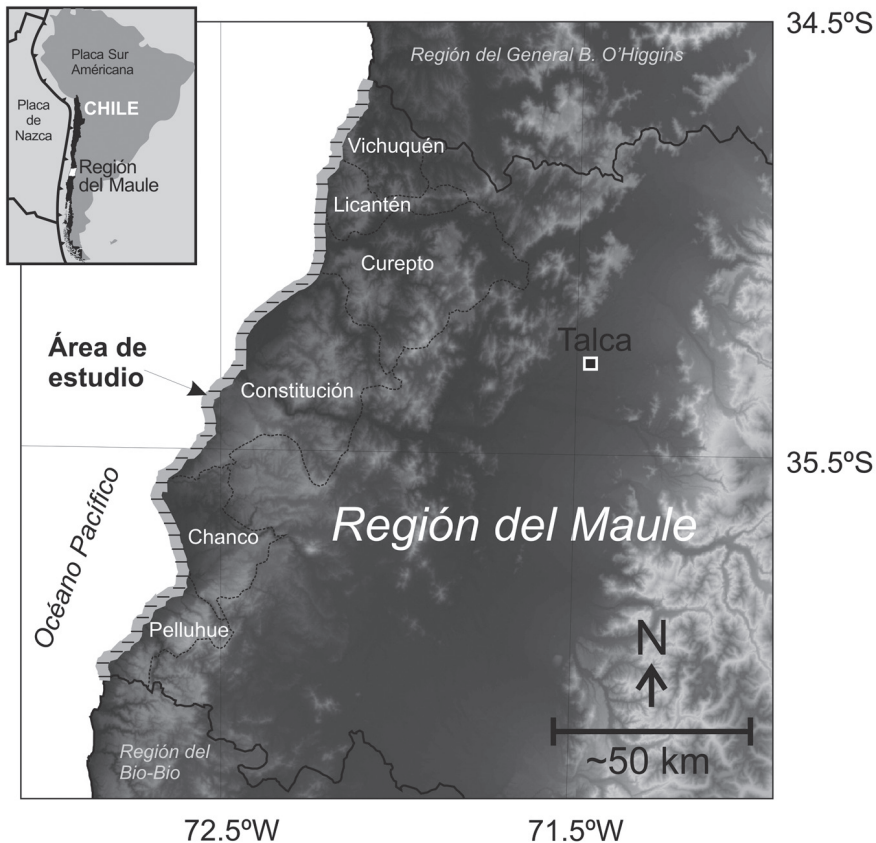 Placa Sur
Américana
CHILE
Placa
de
Nazca
Región
del Maule
34.5ºS
Región del General B. O'Higgins
Vichuquén
Licantén
Curepto
Talca
Área de
estudio
Constitución
35.5ºS
Océano Pacífico
Región del Maule
Chanco
Pelluhue
N
~50 km
Región del
Bio-Bio
72.5ºW
71.5ºW